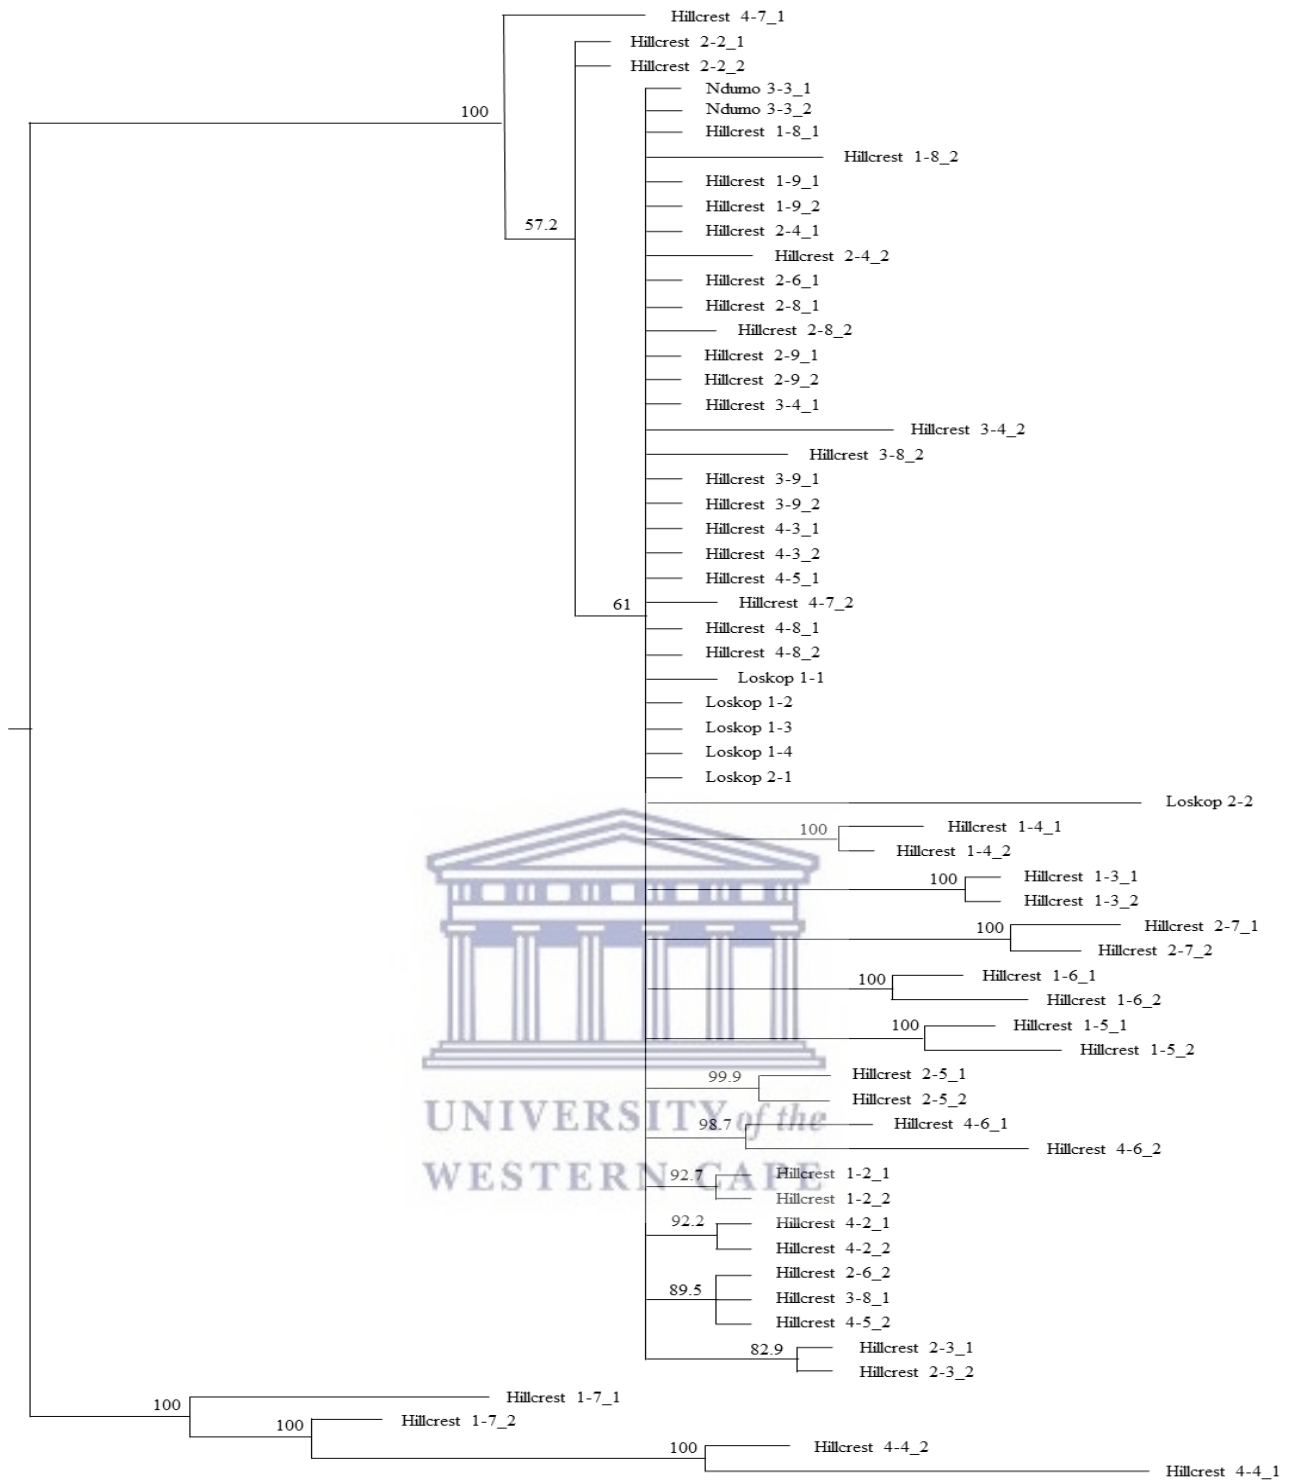 Hillcrest 4-7_1
Hillcrest 2-2_1
Hillcrest 2-2_2
Ndumo 3-3_1
Ndumo 3-3_2
100
Hillcrest 1-8_1
Hillcrest 1-8_2
Hillcrest 1-9_1
Hillcrest 1-9_2
57.2
Hillcrest 2-4_1
Hillcrest 2-4_2
Hillcrest 2-6_1
Hillcrest 2-8_1
Hillcrest 2-8_2
Hillcrest 2-9_1
Hillcrest 2-9_2
Hillcrest 3-4_1
Hillcrest 3-4_2
Hillcrest 3-8_2
Hillcrest 3-9_1
Hillcrest 3-9_2
Hillcrest 4-3_1
Hillcrest 4-3_2
Hillcrest 4-5_1
61
Hillcrest 4-7_2
Hillcrest 4-8_1
Hillcrest 4-8_2
Loskop 1-1
Loskop 1-2
Loskop 1-3
Loskop 1-4
Loskop 2-1
Loskop 2-2
100
Hillcrest 1-4_1
Hillcrest 1-4_2
100
Hillcrest 1-3_1
Hillcrest 1-3_2
100
Hillcrest 2-7_1
Hillcrest 2-7_2
100
Hillcrest 1-6_1
Hillcrest 1-6_2
100
Hillcrest 1-5_1
Hillcrest 1-5_2
99.9
Hillcrest 2-5_1
Hillcrest 2-5_2
UNIVERSITY of the
98.7
Hillcrest 4-6_1
Hillcrest 4-6_2
WESTERN CAPE
92.7
Hillcrest 1-2_1
Hillcrest 1-2_2
92.2
Hillcrest 4-2_1
Hillcrest 4-2_2
89.5
Hillcrest 2-6_2
Hillcrest 3-8_1
Hillcrest 4-5_2
82.9
Hillcrest 2-3_1
Hillcrest 2-3_2
100
Hillcrest 1-7_1
100
Hillcrest 1-7_2
100
Hillcrest 4-4_2
Hillcrest 4-4_1